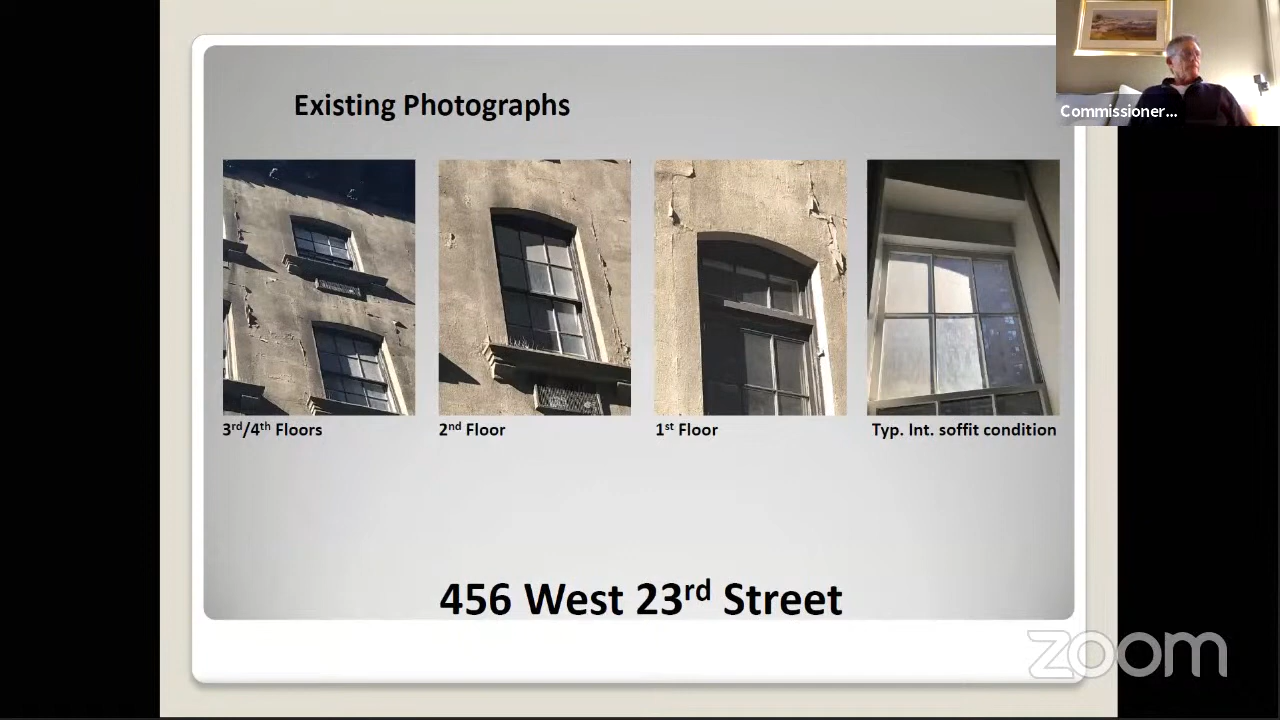 Existing Photographs
Commissioner...
3rd/4th Floors
2nd Floor
1st Floor
Typ. Int. soffit condition
456 West 23rd Street
zoom